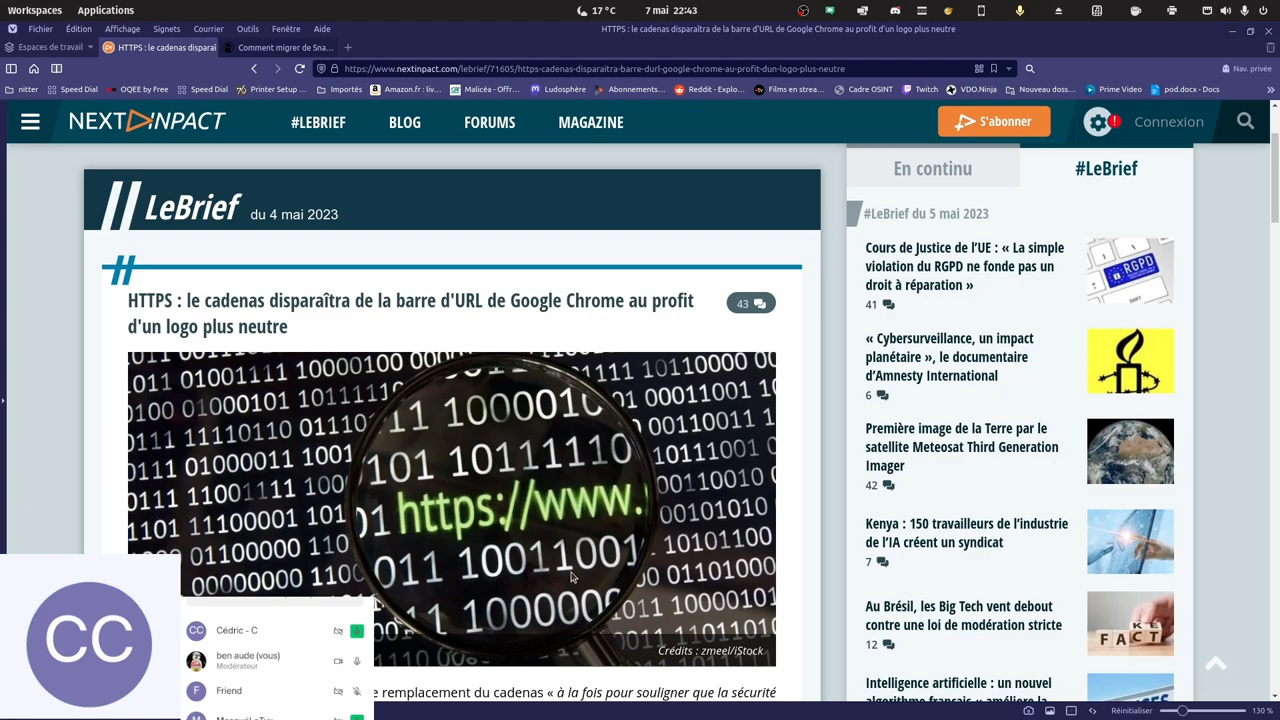 Workspaces
17 °C
7 mai 22:43
Fichier Édition Affichage Signets Courrier Outils Fenêtre Aide
HTTPS : le cadenas disparaîtra de la barre d'URL de Google Chrome au profit d'un logo plus neutre
Espaces de travail
HTTPS : le cadenas disparaî
Comment migrer de Sna...
https://www.nextinpact.com/lebrief/71605/https-cadenas-disparaitra-barre-durl-google-chrome-au-profit-dun-logo-plus-neutre
Nav. privée
nitter
Speed Dial
OQEE by Free
Speed Dial
Printer Setup ...
Importés
Amazon.fr : liv...
Malicéa - Offr...
Ludosphère
Abonnements...
Reddit - Explo...
Films en strea...
Cadre OSINT
Twitch
VDO.Ninja
Nouveau doss...
Prime Video
pod.docx - Docs
NEXT INPACT
#LEBRIEF
BLOG
FORUMS
MAGAZINE
S'abonner
Connexion
// LeBrief du 4 mai 2023
#
HTTPS : le cadenas disparaîtra de la barre d'URL de Google Chrome au profit
d'un logo plus neutre
43
https://www.
Crédits : zmeel/iStock
e remplacement du cadenas « à la fois pour souligner que la sécurité
En continu
#LeBrief
#LeBrief du 5 mai 2023
Cours de Justice de l'UE : « La simple
violation du RGPD ne fonde pas un
droit à réparation »
41
RGPD
« Cybersurveillance, un impact
planétaire », le documentaire
d'Amnesty International
6
Première image de la Terre par le
satellite Meteosat Third Generation
Imager
42
Kenya : 150 travailleurs de l'industrie
de l'IA créent un syndicat
7
Au Brésil, les Big Tech vent debout
contre une loi de modération stricte
12
FACT
Intelligence artificielle : un nouvel
CC
CC
Cédric - C
ben aude (vous)
Modérateur
F
Friend
Réinitialiser
130 %